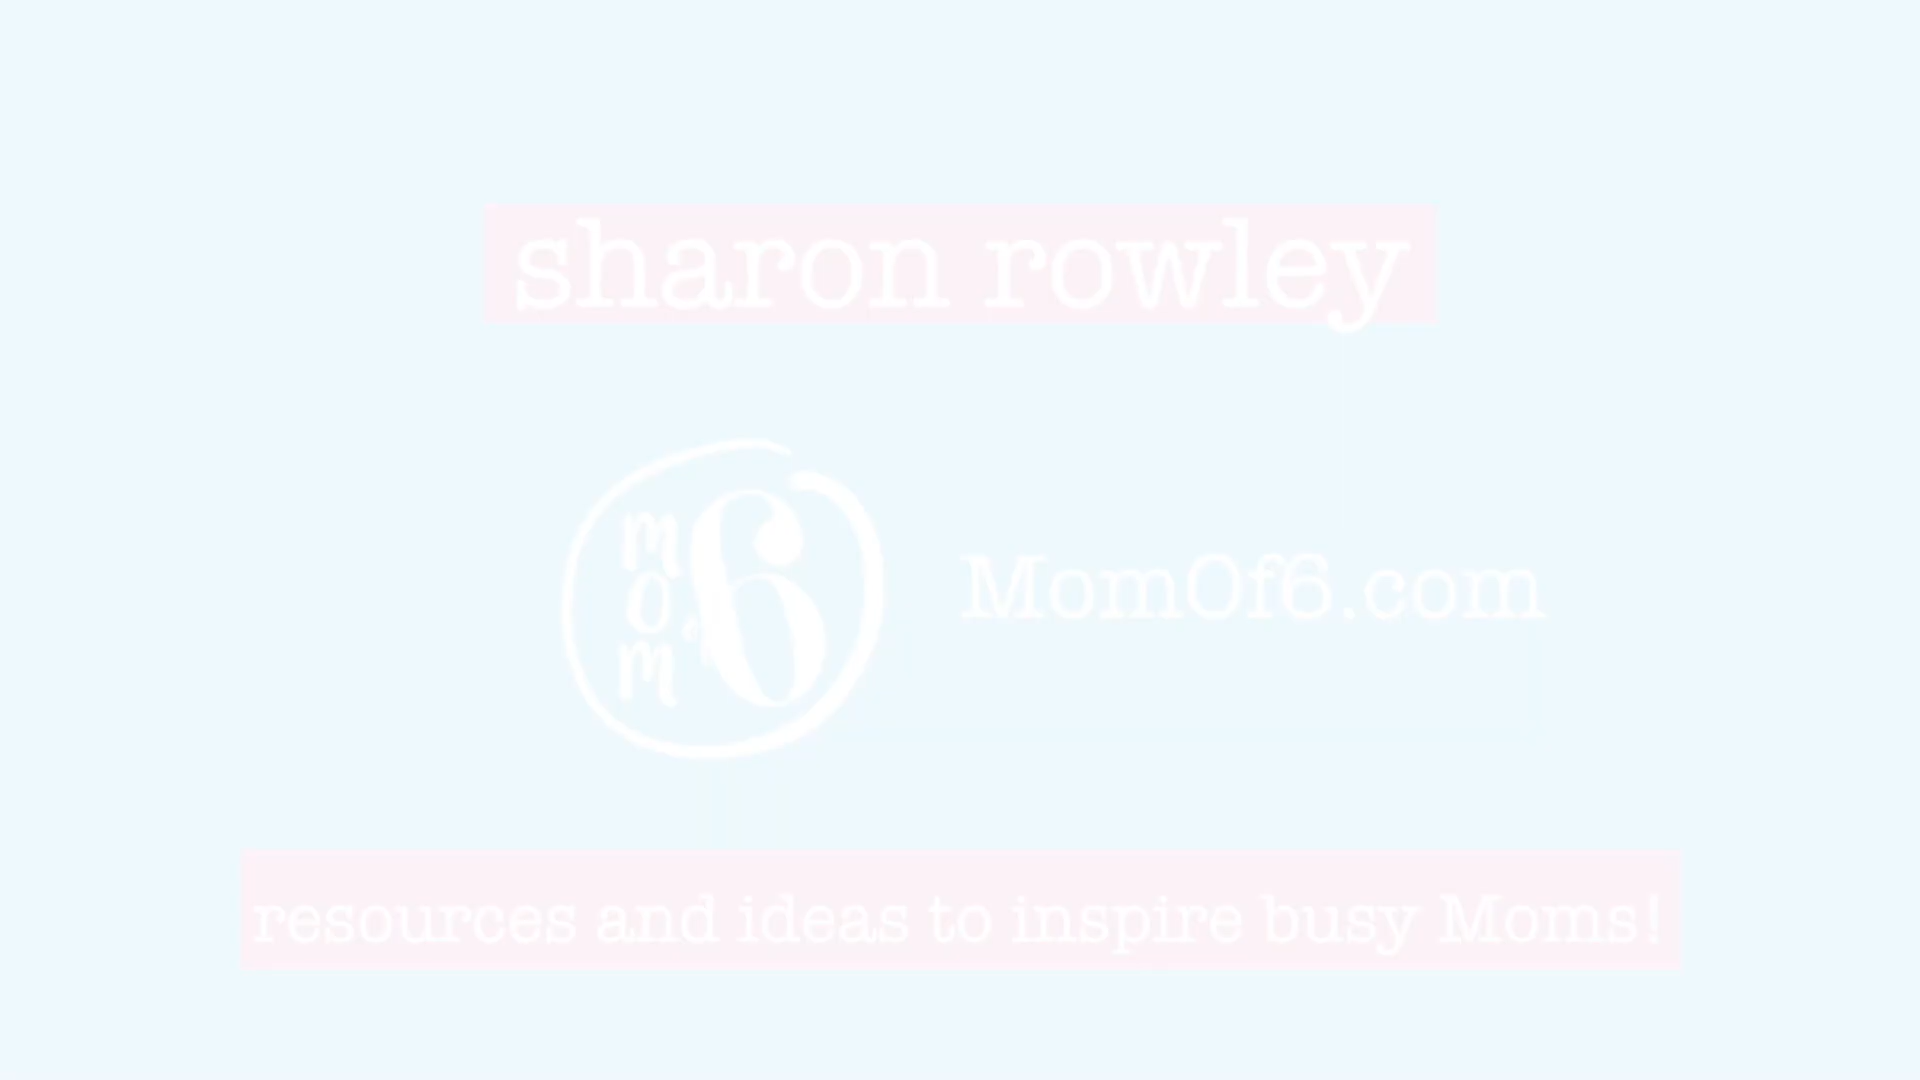 sharon rowley
mom of 6
MomOf6.com
resources and ideas to inspire busy Moms!